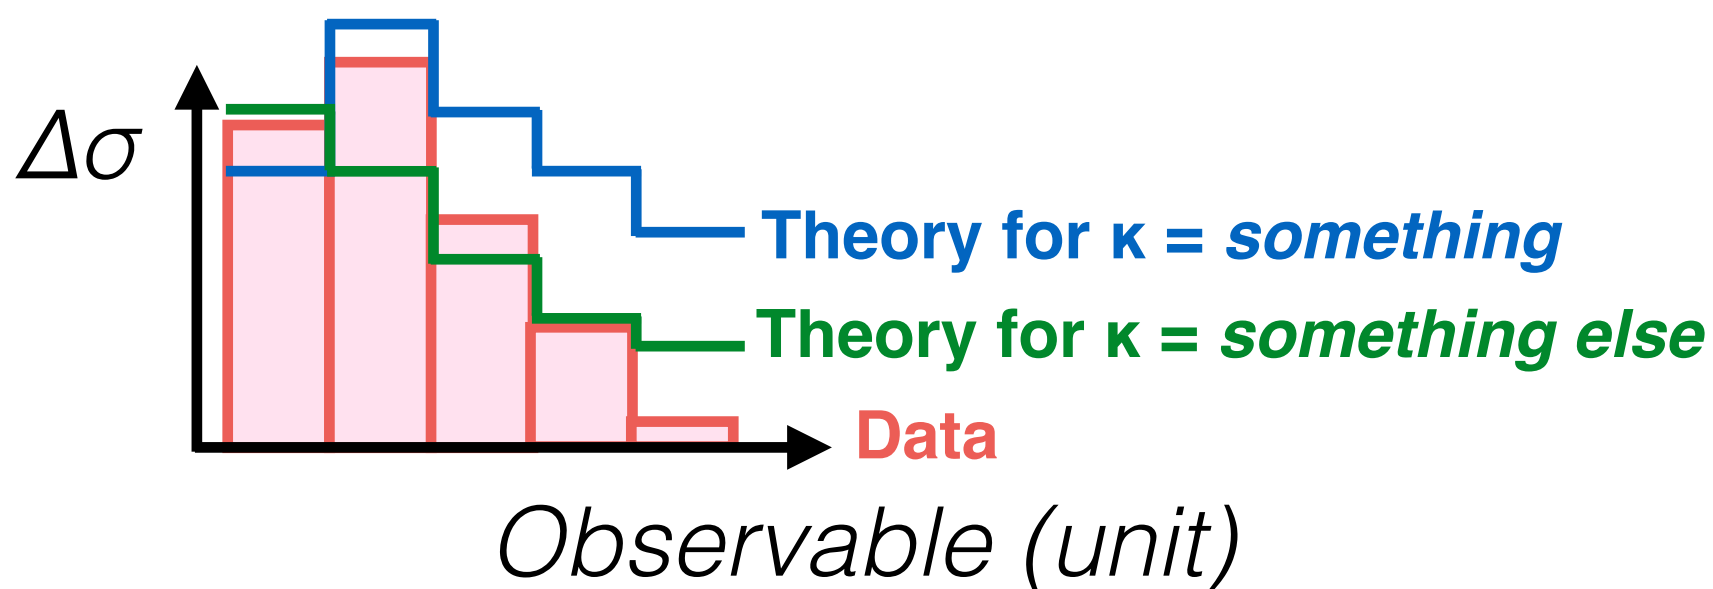 Δσ
Theory for κ = something
Theory for κ = something else
Data
Observable (unit)